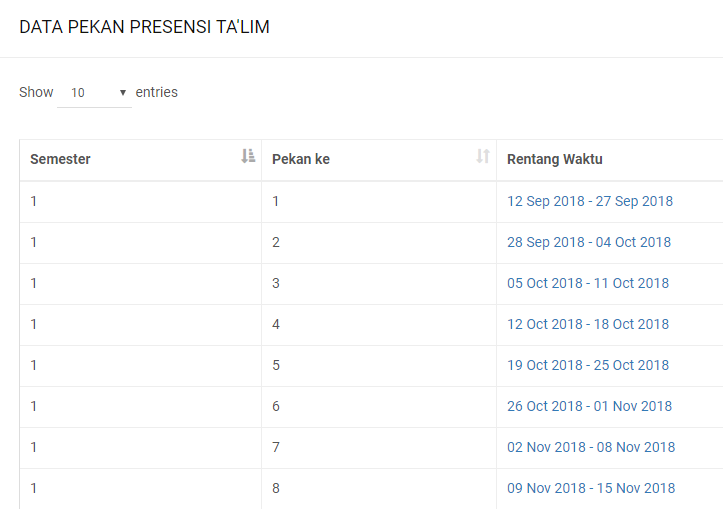 DATA PEKAN PRESENSI TA'LIM
Show 10 entries
Semester Pekan ke Rentang Waktu
1 1 12 Sep 2018 - 27 Sep 2018
1 2 28 Sep 2018 - 04 Oct 2018
1 3 05 Oct 2018 - 11 Oct 2018
1 4 12 Oct 2018 - 18 Oct 2018
1 5 19 Oct 2018 - 25 Oct 2018
1 6 26 Oct 2018 - 01 Nov 2018
1 7 02 Nov 2018 - 08 Nov 2018
1 8 09 Nov 2018 - 15 Nov 2018